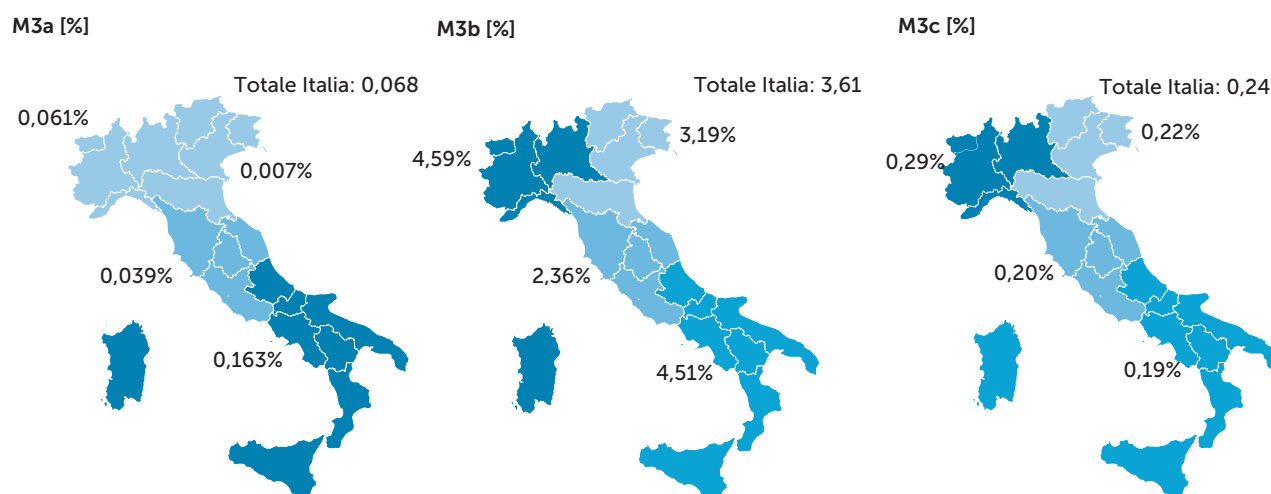 M3a [%]
Totale Italia: 0,068
0,061%
0,007%
0,039%
0,163%
M3b [%]
Totale Italia: 3,61
4,59%
3,19%
2,36%
4,51%
M3c [%]
Totale Italia: 0,24
0,29%
0,22%
0,20%
0,19%